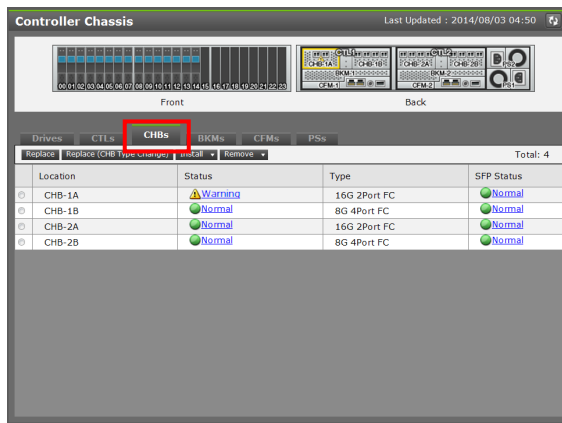 Controller Chassis Last Updated : 2014/08/03 04:50
00 01 02 03 04 05 06 07 08 09 10 11 12 13 14 15 16 17 18 19 20 21 22 23
CTL1 CTL2
CHB-1A CHB-1B CHB-2A CHB-2B PS2
BKM-1 BKM-2
CFM-1 CFM-2 PS1
Front Back
Drives CTLs CHBs BKMs CFMs PSs
Replace Replace (CHB Type Change) Install Remove Total: 4
Location Status Type SFP Status
CHB-1A Warning 16G 2Port FC Normal
CHB-1B Normal 8G 4Port FC Normal
CHB-2A Normal 16G 2Port FC Normal
CHB-2B Normal 8G 4Port FC Normal